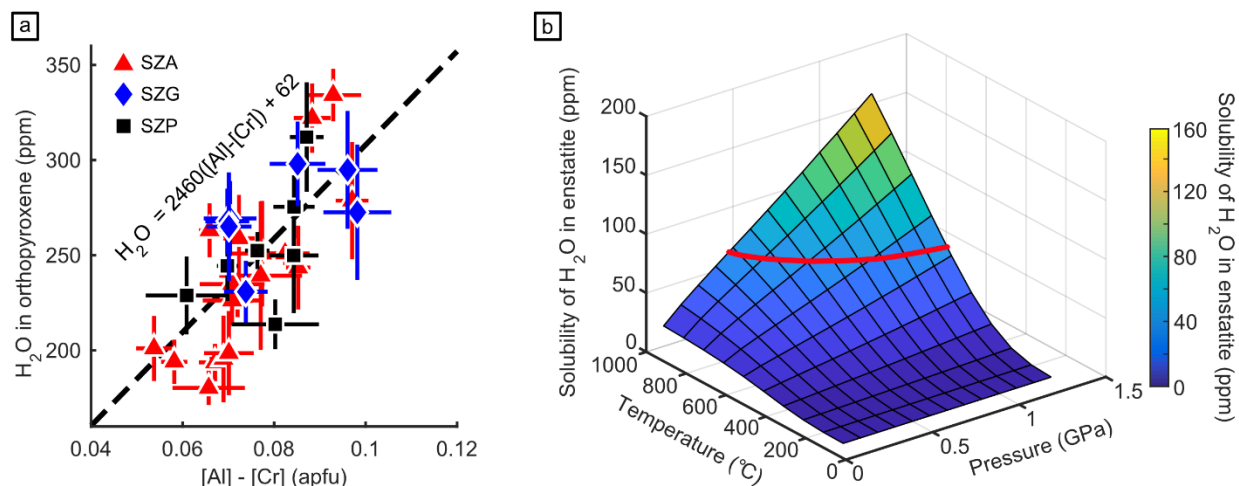 a
H₂O in orthopyroxene (ppm)
350
300
250
200
SZA
SZG
SZP
H₂O = 2460([Al]-[Cr]) + 62
0.04
0.06
0.08
0.1
0.12
[Al] - [Cr] (apfu)
b
Solubility of H₂O in enstatite (ppm)
200
150
100
50
0
1000
800
600
400
200
0
Temperature (℃)
0
0.5
1
1.5
Pressure (GPa)
160
120
80
40
0
Solubility of H₂O in enstatite (ppm)